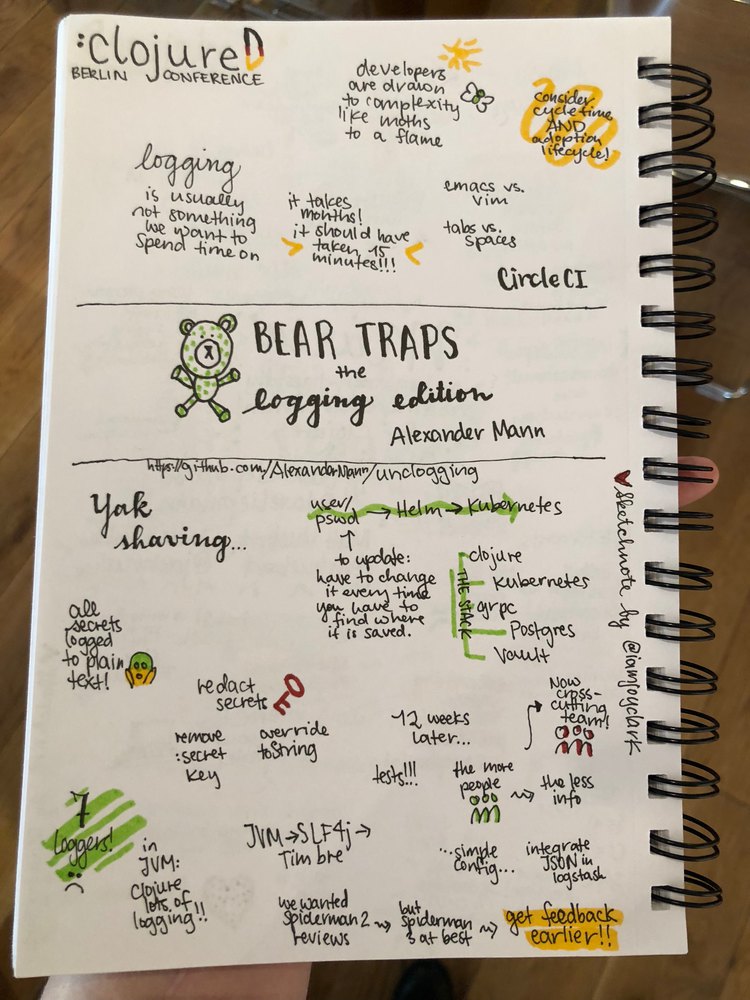 :clojureD
BERLIN CONFERENCE
developers
are drawn
to complexity
like moths
to a flame
consider
cycle time
AND
adoption
lifecycle!
logging
is usually
not something
we want to
spend time on
it takes
months!
it should have
taken 15
minutes!!!
emacs vs.
vim
tabs vs.
spaces
CircleCI
BEAR TRAPS
the
logging edition
Alexander Mann
https://github.com/AlexanderMann/unclogging
Yak
shaving...
user/
pswd → Helm → Kubernetes
to update:
have to change
it every time
you have to
find where
it is saved.
THE STACK
clojure
Kubernetes
grpc
Postgres
Vault
all
secrets
logged
to plain
text!
redact
secrets
remove
:secret
key
override
toString
12 weeks
later...
Now
cross-
cutting
team!
tests!!!
the more
people
the less
info
7
loggers!
in
JVM:
clojure
lots of
logging!!
JVM → SLF4j →
Timbre
...simple
config...
integrate
JSON in
logstash
we wanted
Spiderman 2
reviews
but
spiderman
3 at best
get feedback
earlier!!
Sketchnote by @iamjoyclark